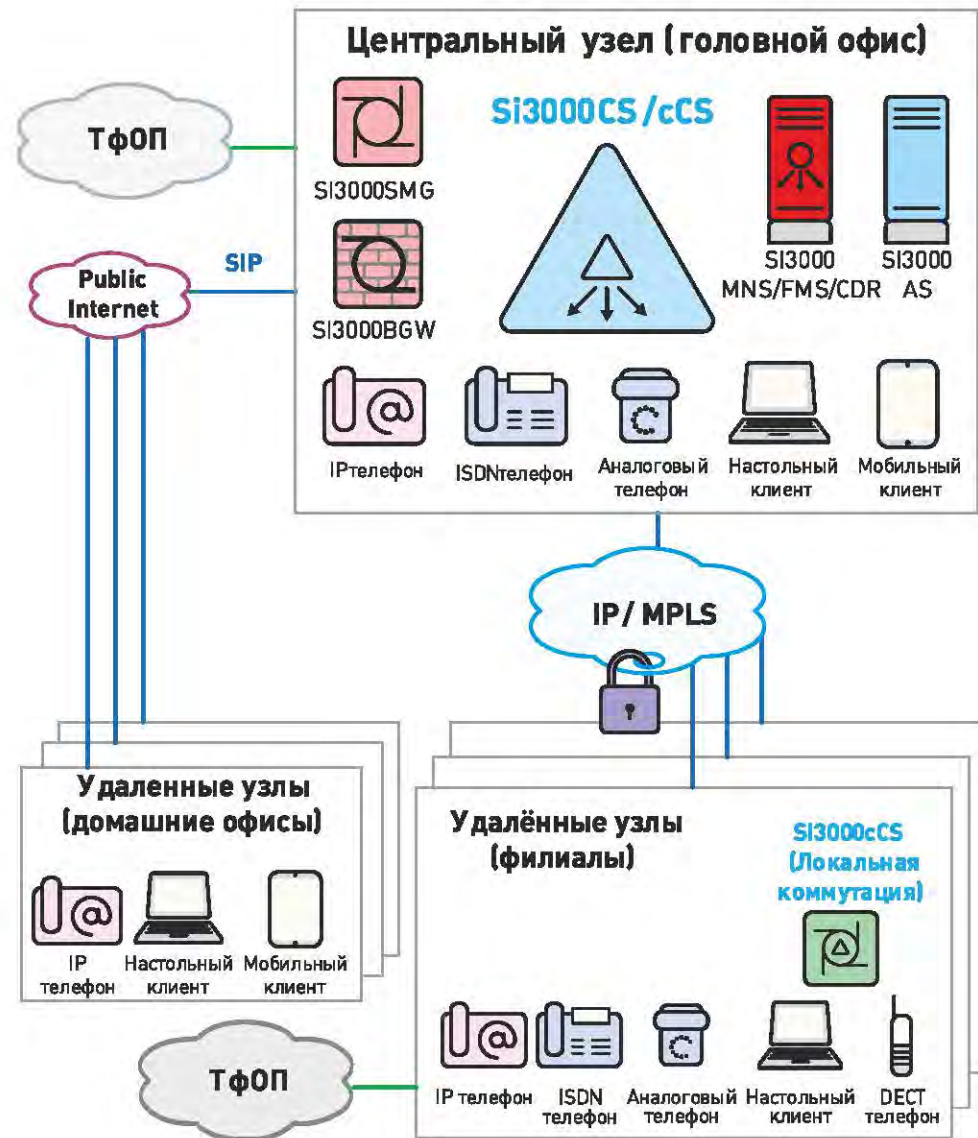 Центральный узел (головной офис)
Si3000CS/cCS
ТфОП
SI3000SMG
SI3000
MNS/FMS/CDR
SI3000
AS
Public
Internet
SIP
SI3000BGW
IPтелефон
ISDNтелефон
Аналоговый
телефон
Настольный
клиент
Мобильный
клиент
IP/ MPLS
Удаленные узлы
(домашние офисы)
IP
телефон
Настольный
клиент
Мобильный
клиент
Удалённые узлы
(филиалы)
SI3000cCS
(Локальная
коммутация)
IP телефон
ISDN
телефон
Аналоговый
телефон
Настольный
клиент
DECT
телефон
ТфОП